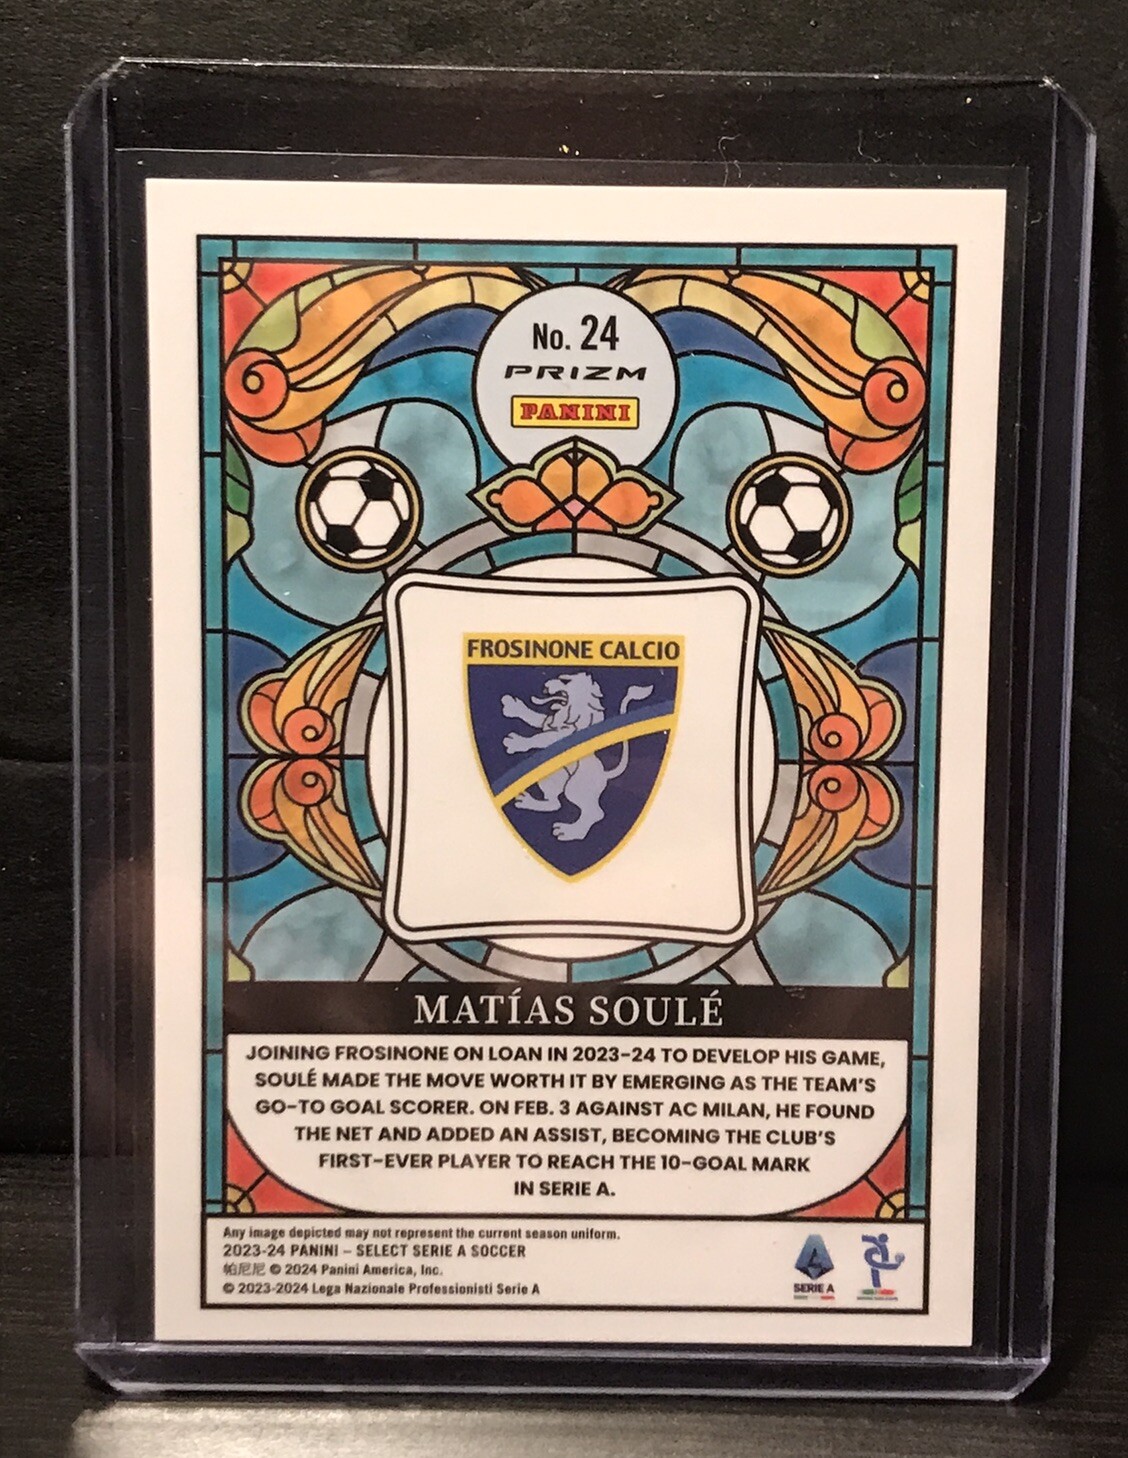 No. 24
PRIZM
PANINI
FROSINONE CALCIO
MATÍAS SOULÉ
JOINING FROSINONE ON LOAN IN 2023-24 TO DEVELOP HIS GAME,
SOULÉ MADE THE MOVE WORTH IT BY EMERGING AS THE TEAM'S
GO-TO GOAL SCORER. ON FEB. 3 AGAINST AC MILAN, HE FOUND
THE NET AND ADDED AN ASSIST, BECOMING THE CLUB'S
FIRST-EVER PLAYER TO REACH THE 10-GOAL MARK
IN SERIE A.
Any image depicted may not represent the current season uniform.
2023-24 PANINI – SELECT SERIE A SOCCER
帕尼尼 © 2024 Panini America, Inc.
© 2023-2024 Lega Nazionale Professionisti Serie A
SERIE A